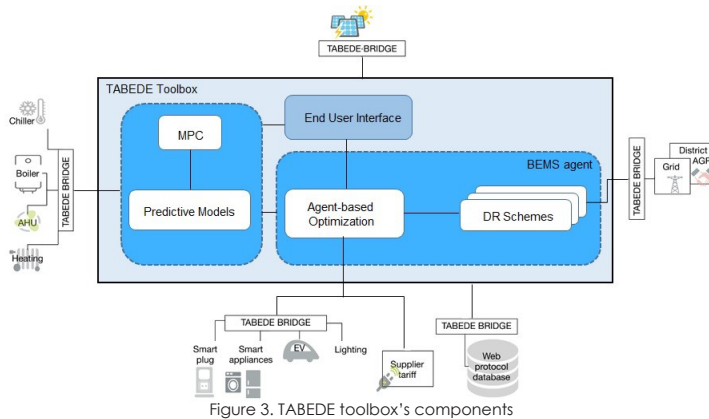 TABEDE-BRIDGE
TABEDE Toolbox
Chiller
MPC
End User Interface
BEMS agent
District
AGR
Grid
Boiler
TABEDE BRIDGE
Predictive Models
Agent-based
Optimization
DR Schemes
TABEDE BRIDGE
AHU
Heating
TABEDE BRIDGE
TABEDE BRIDGE
Smart
plug
Smart
appliances
EV
Lighting
Supplier
tariff
Web
protocol
database
Figure 3. TABEDE toolbox's components